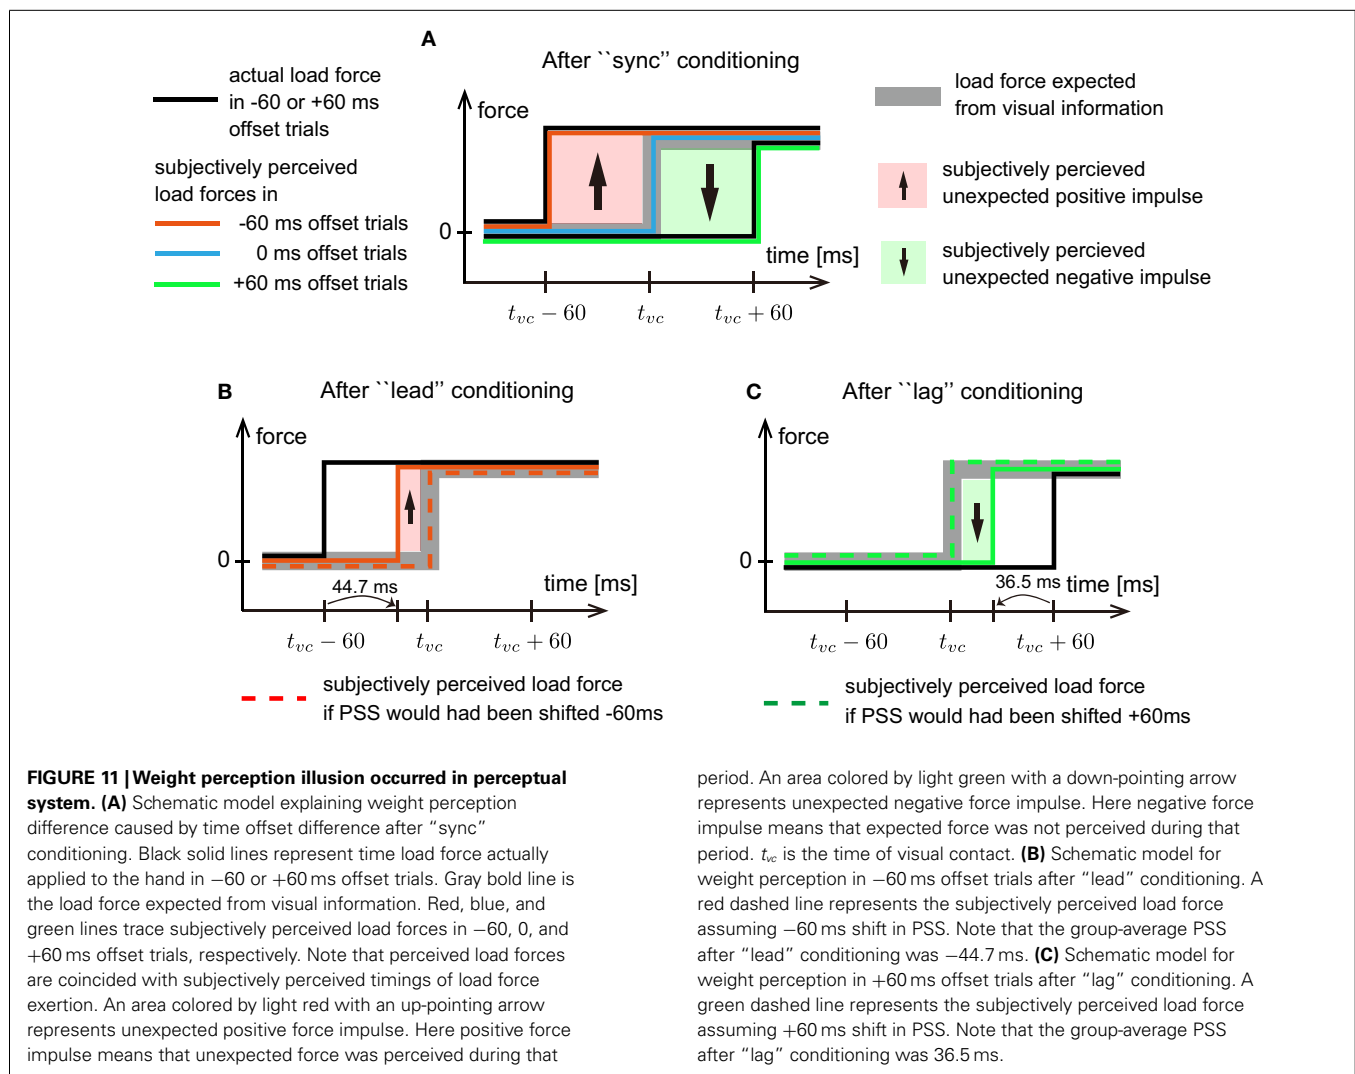 A
After ``sync'' conditioning
actual load force
in -60 or +60 ms
offset trials
subjectively perceived
load forces in
-60 ms offset trials
0 ms offset trials
+60 ms offset trials
force
0
time [ms]
t_vc − 60
t_vc
t_vc + 60
load force expected
from visual information
subjectively percieved
unexpected positive impulse
subjectively percieved
unexpected negative impulse
B
After ``lead'' conditioning
force
0
44.7 ms
time [ms]
t_vc − 60
t_vc
t_vc + 60
subjectively perceived load force
if PSS would had been shifted -60ms
C
After ``lag'' conditioning
force
0
36.5 ms
time [ms]
t_vc − 60
t_vc
t_vc + 60
subjectively perceived load force
if PSS would had been shifted +60ms
FIGURE 11 | Weight perception illusion occurred in perceptual
system. (A) Schematic model explaining weight perception
difference caused by time offset difference after “sync”
conditioning. Black solid lines represent time load force actually
applied to the hand in −60 or +60 ms offset trials. Gray bold line is
the load force expected from visual information. Red, blue, and
green lines trace subjectively perceived load forces in −60, 0, and
+60 ms offset trials, respectively. Note that perceived load forces
are coincided with subjectively perceived timings of load force
exertion. An area colored by light red with an up-pointing arrow
represents unexpected positive force impulse. Here positive force
impulse means that unexpected force was perceived during that
period. An area colored by light green with a down-pointing arrow
represents unexpected negative force impulse. Here negative force
impulse means that expected force was not perceived during that
period. t_vc is the time of visual contact. (B) Schematic model for
weight perception in −60 ms offset trials after “lead” conditioning. A
red dashed line represents the subjectively perceived load force
assuming −60 ms shift in PSS. Note that the group-average PSS
after “lead” conditioning was −44.7 ms. (C) Schematic model for
weight perception in +60 ms offset trials after “lag” conditioning. A
green dashed line represents the subjectively perceived load force
assuming +60 ms shift in PSS. Note that the group-average PSS
after “lag” conditioning was 36.5 ms.